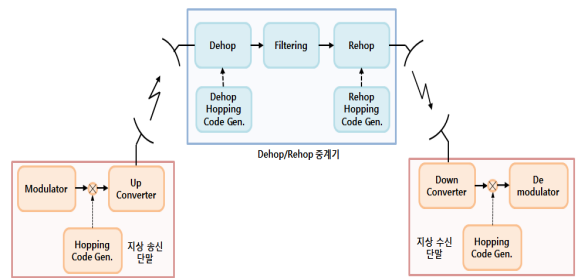 Dehop
Filtering
Rehop
Dehop
Hopping
Code Gen.
Rehop
Hopping
Code Gen.
Dehop/Rehop 중계기
Modulator
Up
Converter
Hopping
Code Gen.
지상 송신
단말
Down
Converter
De
modulator
지상 수신
단말
Hopping
Code Gen.